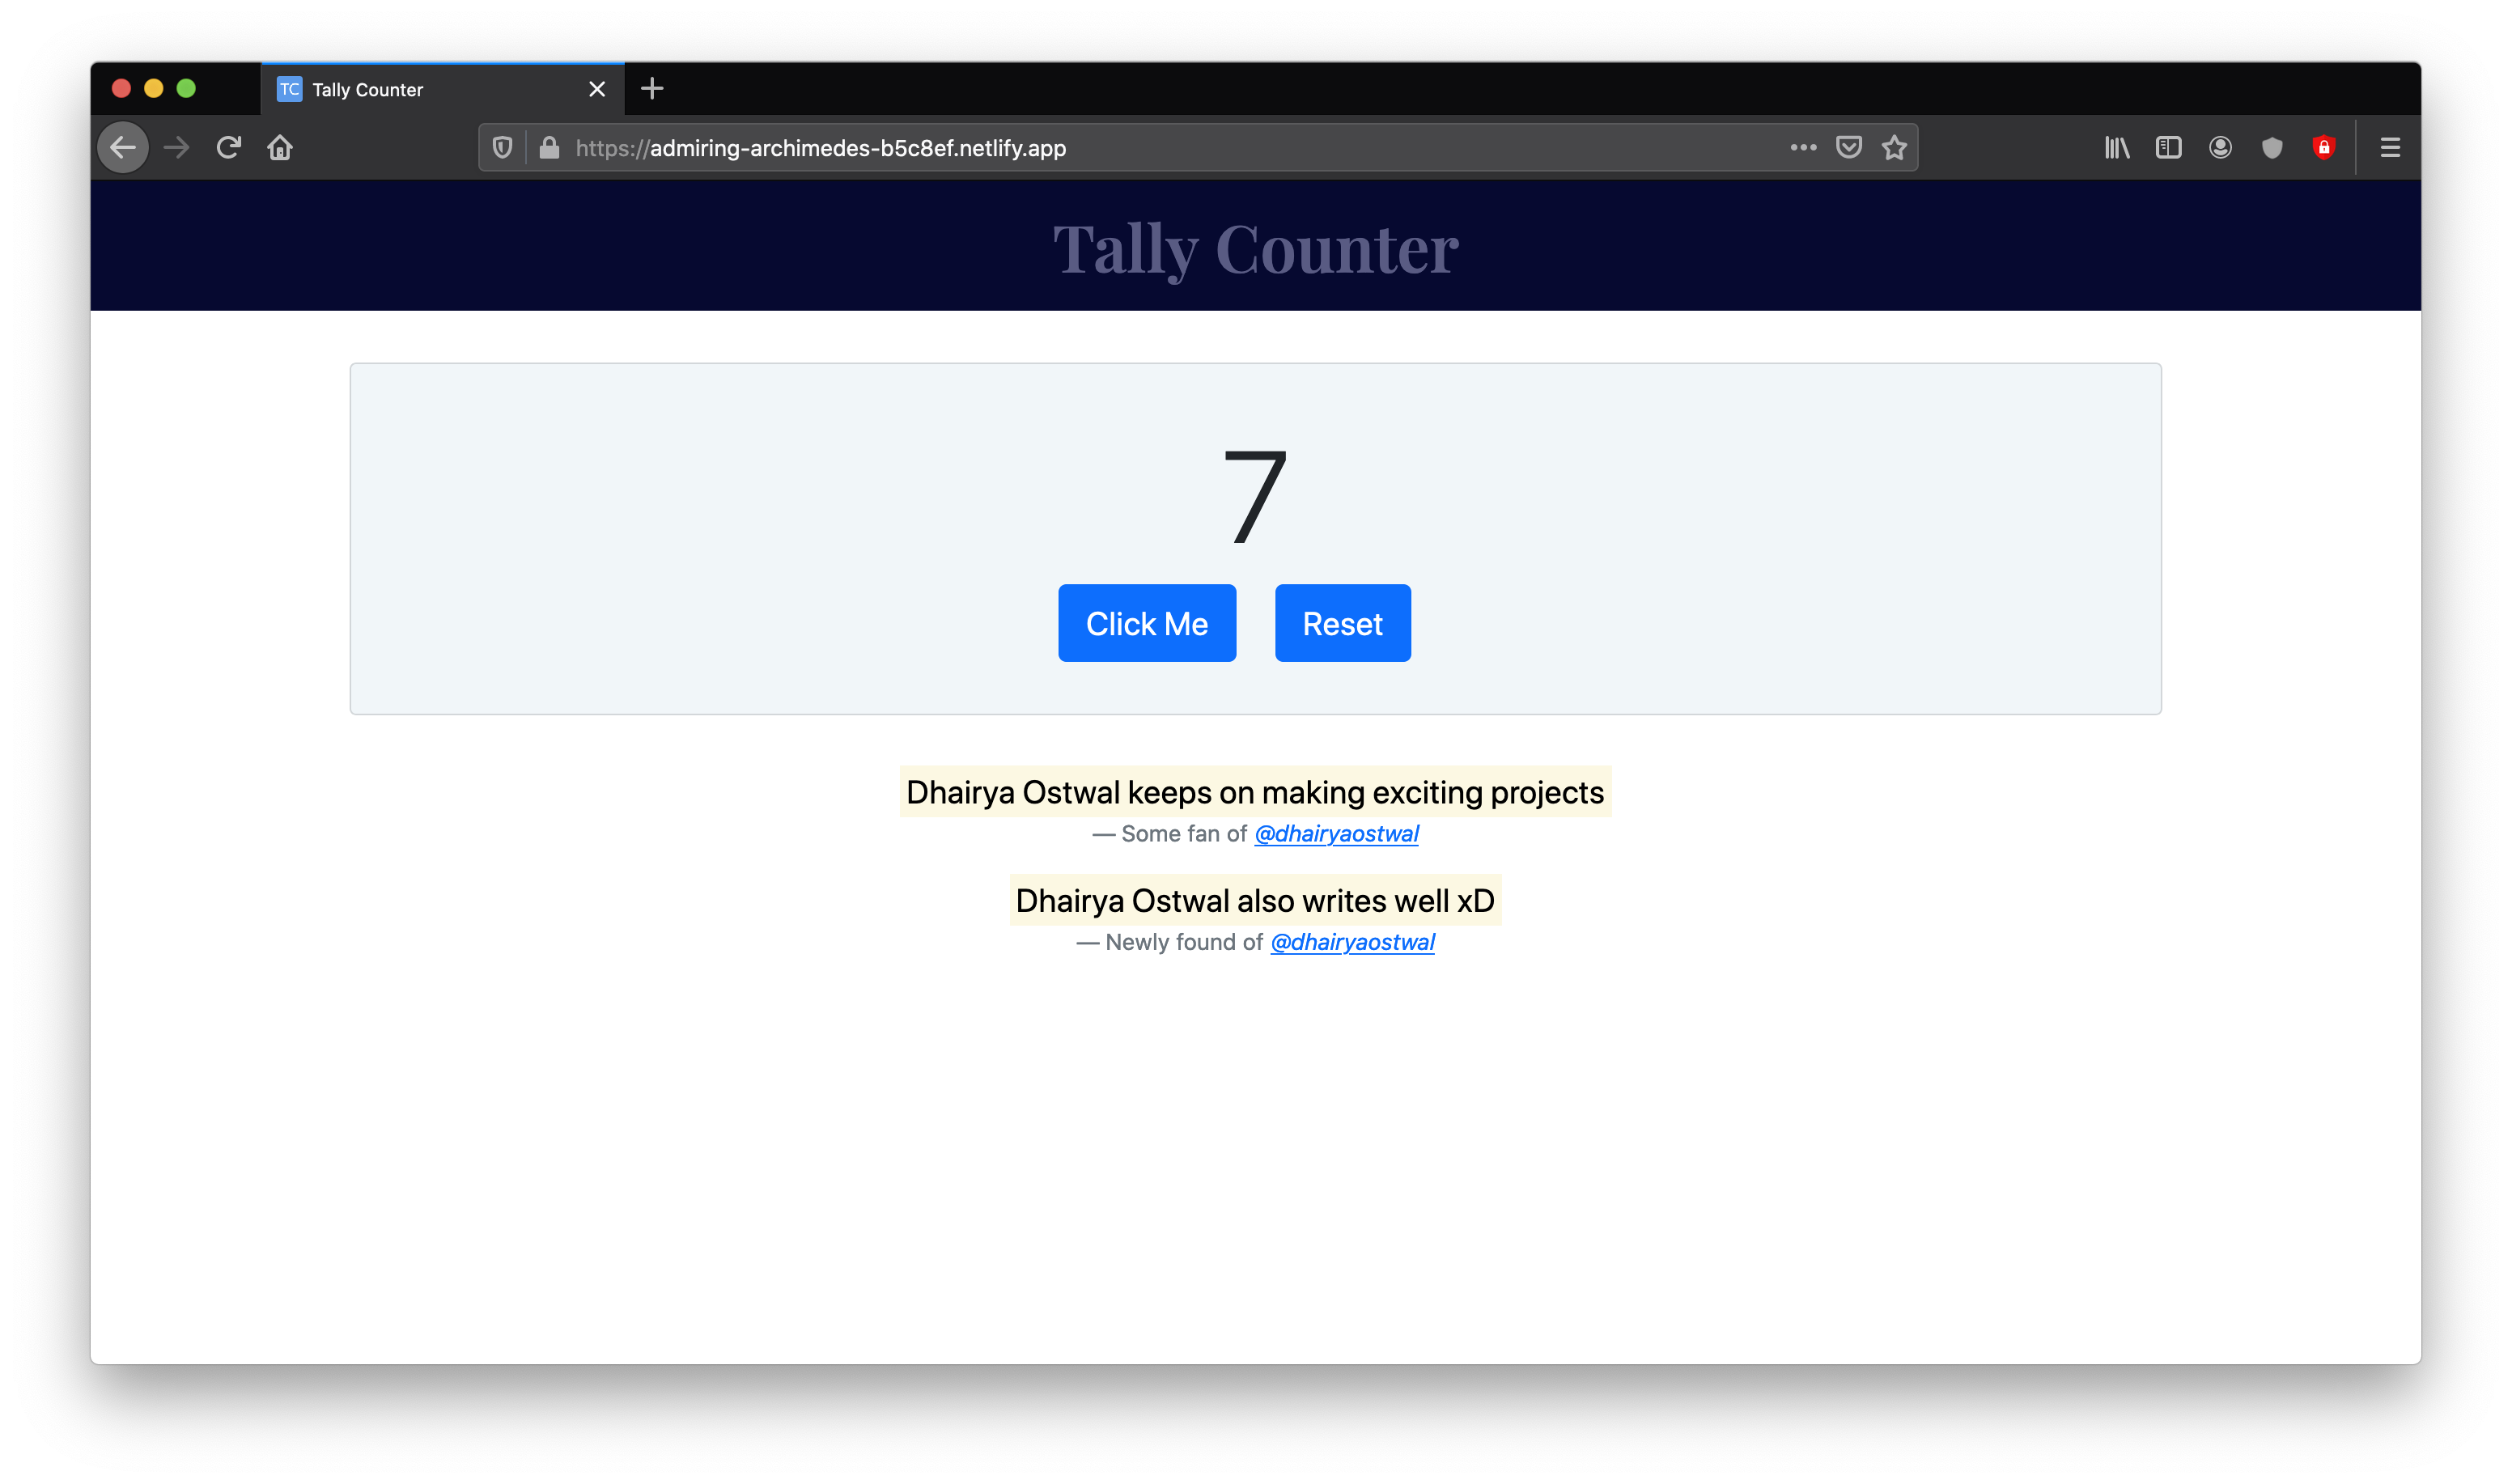 TC Tally Counter
https://admiring-archimedes-b5c8ef.netlify.app
Tally Counter
7
Click Me Reset
Dhairya Ostwal keeps on making exciting projects
— Some fan of @dhairyaostwal
Dhairya Ostwal also writes well xD
— Newly found of @dhairyaostwal